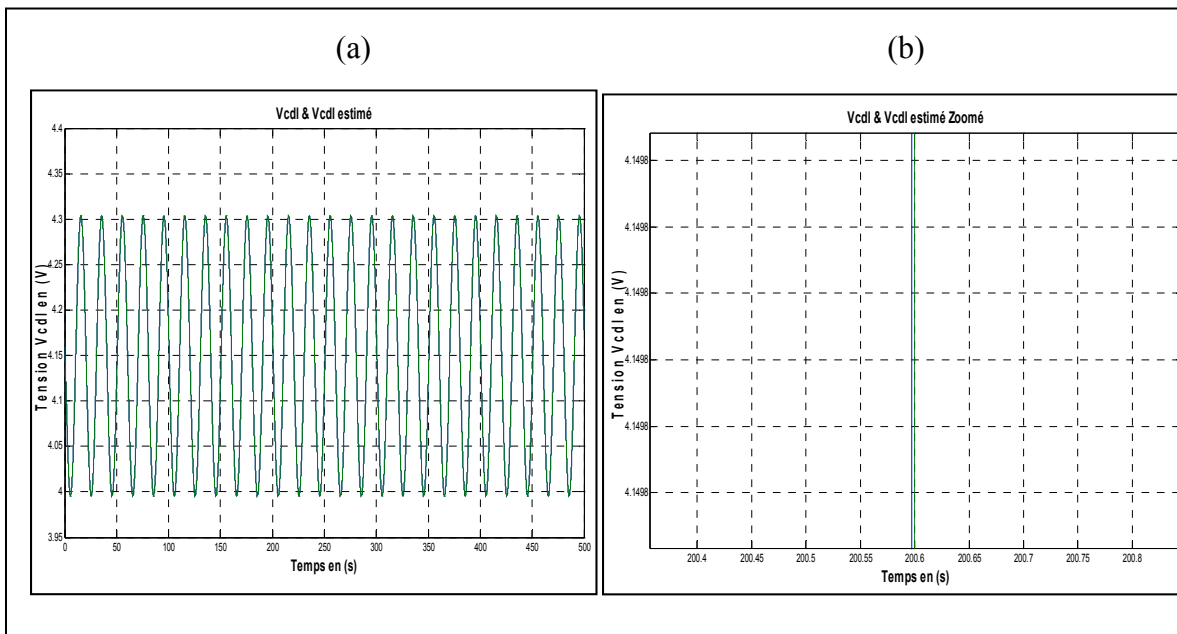 (a)
(b)
Vcdl & Vcdl estimé
4.4
4.35
4.3
4.25
4.2
4.15
4.1
4.05
4
3.95
Tension Vcdl en (V)
0 50 100 150 200 250 300 350 400 450 500
Temps en (s)
Vcdl & Vcdl estimé Zoomé
4.1498
4.1498
4.1498
4.1498
4.1498
4.1498
Tension Vcdl en (V)
200.4 200.45 200.5 200.55 200.6 200.65 200.7 200.75 200.8
Temps en (s)